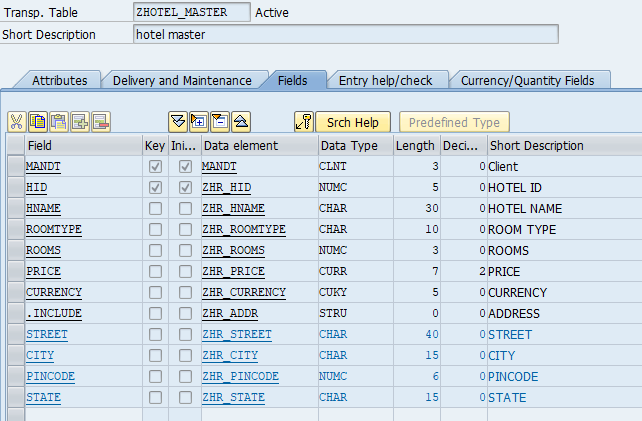 Transp. Table ZHOTEL_MASTER Active
Short Description hotel master
Attributes Delivery and Maintenance Fields Entry help/check Currency/Quantity Fields
Srch Help Predefined Type
Field Key Ini... Data element Data Type Length Deci... Short Description
MANDT MANDT CLNT 3 0 Client
HID ZHR_HID NUMC 5 0 HOTEL ID
HNAME ZHR_HNAME CHAR 30 0 HOTEL NAME
ROOMTYPE ZHR_ROOMTYPE CHAR 10 0 ROOM TYPE
ROOMS ZHR_ROOMS NUMC 3 0 ROOMS
PRICE ZHR_PRICE CURR 7 2 PRICE
CURRENCY ZHR_CURRENCY CUKY 5 0 CURRENCY
.INCLUDE ZHR_ADDR STRU 0 0 ADDRESS
STREET ZHR_STREET CHAR 40 0 STREET
CITY ZHR_CITY CHAR 15 0 CITY
PINCODE ZHR_PINCODE NUMC 6 0 PINCODE
STATE ZHR_STATE CHAR 15 0 STATE